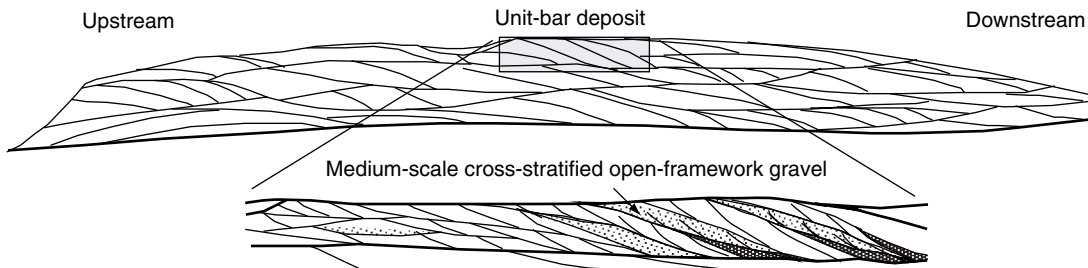 Upstream
Unit-bar deposit
Downstream
Medium-scale cross-stratified open-framework gravel